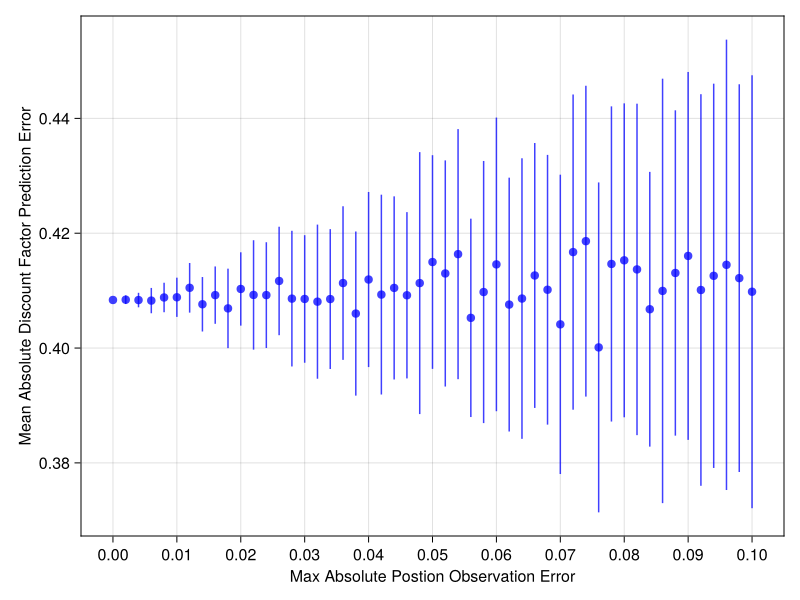 Mean Absolute Discount Factor Prediction Error
0.44
0.42
0.40
0.38
0.00 0.01 0.02 0.03 0.04 0.05 0.06 0.07 0.08 0.09 0.10
Max Absolute Postion Observation Error